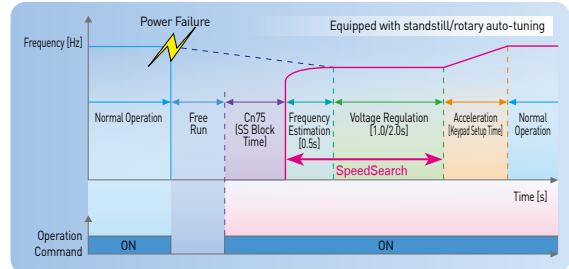 Power Failure
Equipped with standstill/rotary auto-tuning
Frequency [Hz]
Normal Operation
Free
Run
Cn75
[SS Block
Time]
Frequency
Estimation
[0.5s]
Voltage Regulation
[1.0/2.0s]
Acceleration
[Keypad Setup Time]
Normal
Operation
SpeedSearch
Time [s]
Operation
Command
ON
ON